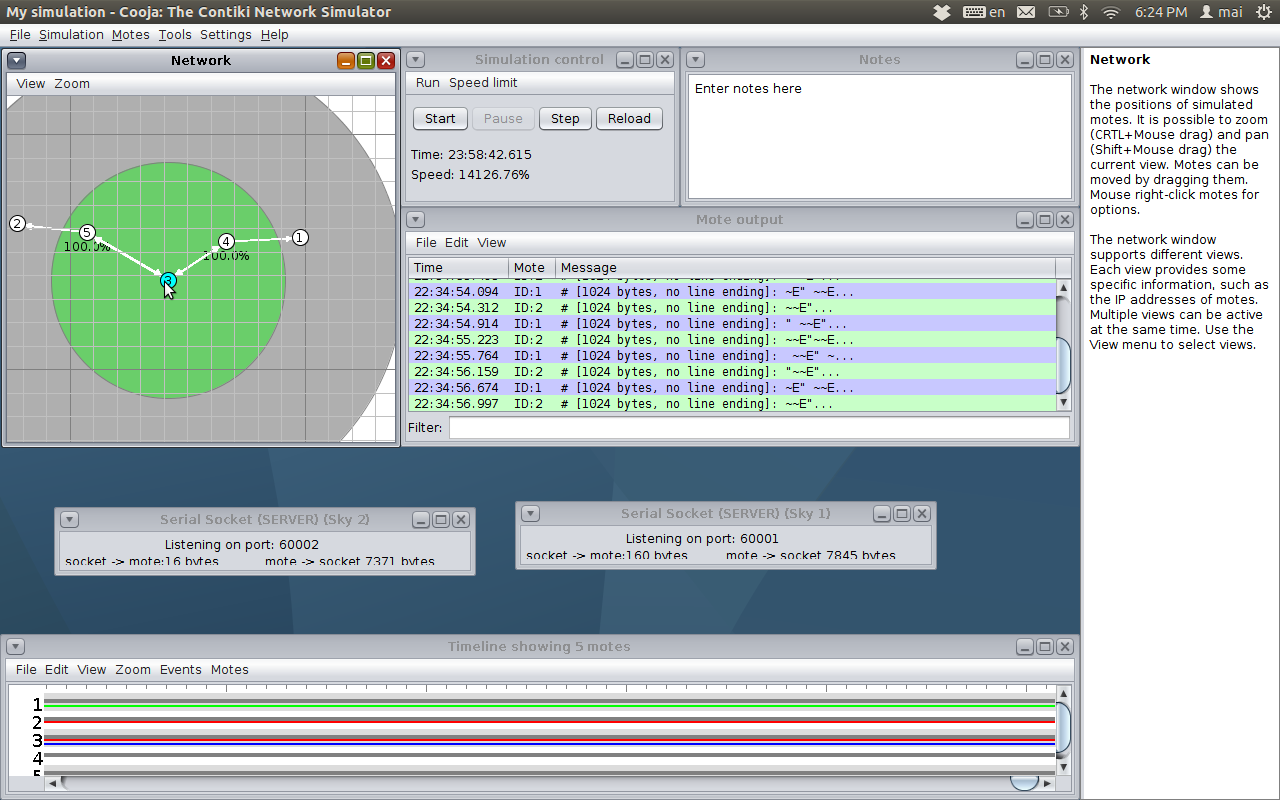 My simulation - Cooja: The Contiki Network Simulator
en
6:24 PM
mai
File Simulation Motes Tools Settings Help
Network
View Zoom
2
5
4
1
100.0%
100.0%
3
Simulation control
Run Speed limit
Start Pause Step Reload
Time: 23:58:42.615
Speed: 14126.76%
Notes
Enter notes here
Mote output
File Edit View
Time Mote Message
22:34:54.094 ID:1 # [1024 bytes, no line ending]: ~E" ~~E...
22:34:54.312 ID:2 # [1024 bytes, no line ending]: ~~E"...
22:34:54.914 ID:1 # [1024 bytes, no line ending]: " ~~E"...
22:34:55.223 ID:2 # [1024 bytes, no line ending]: ~~E"~~E...
22:34:55.764 ID:1 # [1024 bytes, no line ending]: ~~E" ~...
22:34:56.159 ID:2 # [1024 bytes, no line ending]: "~~E"...
22:34:56.674 ID:1 # [1024 bytes, no line ending]: ~E" ~~E...
22:34:56.997 ID:2 # [1024 bytes, no line ending]: ~~E"...
Filter:
Network
The network window shows
the positions of simulated
motes. It is possible to zoom
(CRTL+Mouse drag) and pan
(Shift+Mouse drag) the
current view. Motes can be
moved by dragging them.
Mouse right-click motes for
options.
The network window
supports different views.
Each view provides some
specific information, such as
the IP addresses of motes.
Multiple views can be active
at the same time. Use the
View menu to select views.
Serial Socket (SERVER) (Sky 2)
Listening on port: 60002
socket -> mote:16 bytes mote -> socket 7371 bytes
Serial Socket (SERVER) (Sky 1)
Listening on port: 60001
socket -> mote:160 bytes mote -> socket 7845 bytes
Timeline showing 5 motes
File Edit View Zoom Events Motes
1
2
3
4
5